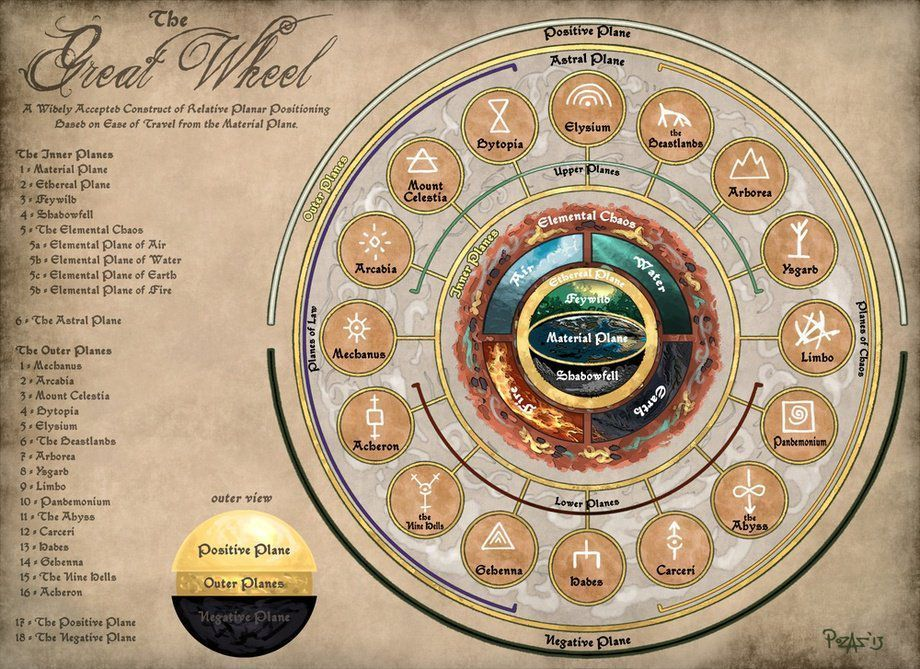 The
Great Wheel
A Widely Accepted Construct of Relative Planar Positioning
Based on Ease of Travel from the Material Plane.
The Inner Planes
1 = Material Plane
2 = Ethereal Plane
3 = Feywild
4 = Shadowfell
5 = The Elemental Chaos
5a = Elemental Plane of Air
5b = Elemental Plane of Water
5c = Elemental Plane of Earth
5d = Elemental Plane of Fire
6 = The Astral Plane
The Outer Planes
1 = Mechanus
2 = Arcadia
3 = Mount Celestia
4 = Bytopia
5 = Elysium
6 = The Beastlands
7 = Arborea
8 = Ysgard
9 = Limbo
10 = Pandemonium
11 = The Abyss
12 = Carceri
13 = Hades
14 = Gehenna
15 = The Nine Hells
16 = Acheron
17 = The Positive Plane
18 = The Negative Plane
outer view
Positive Plane
Outer Planes
Negative Plane
Positive Plane
Astral Plane
Outer Planes
Planes of Law
Planes of Chaos
Elysium
the
Beastlands
Arborea
Ysgard
Limbo
Pandemonium
the
Abyss
Carceri
Hades
Gehenna
the
Nine Hells
Acheron
Mechanus
Arcadia
Mount
Celestia
Bytopia
Upper Planes
Inner Planes
Elemental Chaos
Air
Water
Ethereal Plane
Feywild
Material Plane
Shadowfell
Fire
Earth
Lower Planes
Negative Plane
Pozas '13